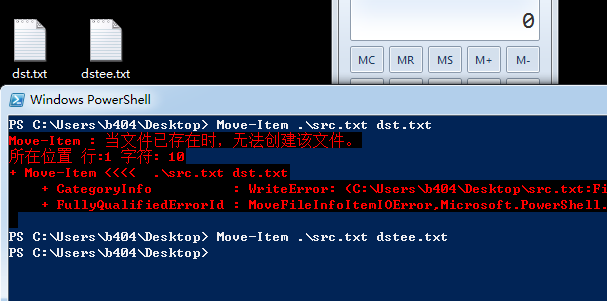 0
MC MR MS M+ M-
dst.txt dstee.txt
Windows PowerShell
PS C:\Users\b404\Desktop> Move-Item .\src.txt dst.txt
Move-Item : 当文件已存在时，无法创建该文件。
所在位置 行:1 字符: 10
+ Move-Item <<<<  .\src.txt dst.txt
    + CategoryInfo          : WriteError: <C:\Users\b404\Desktop\src.txt:Fi
    + FullyQualifiedErrorId : MoveFileInfoItemIOError,Microsoft.PowerShell.
PS C:\Users\b404\Desktop> Move-Item .\src.txt dstee.txt
PS C:\Users\b404\Desktop>